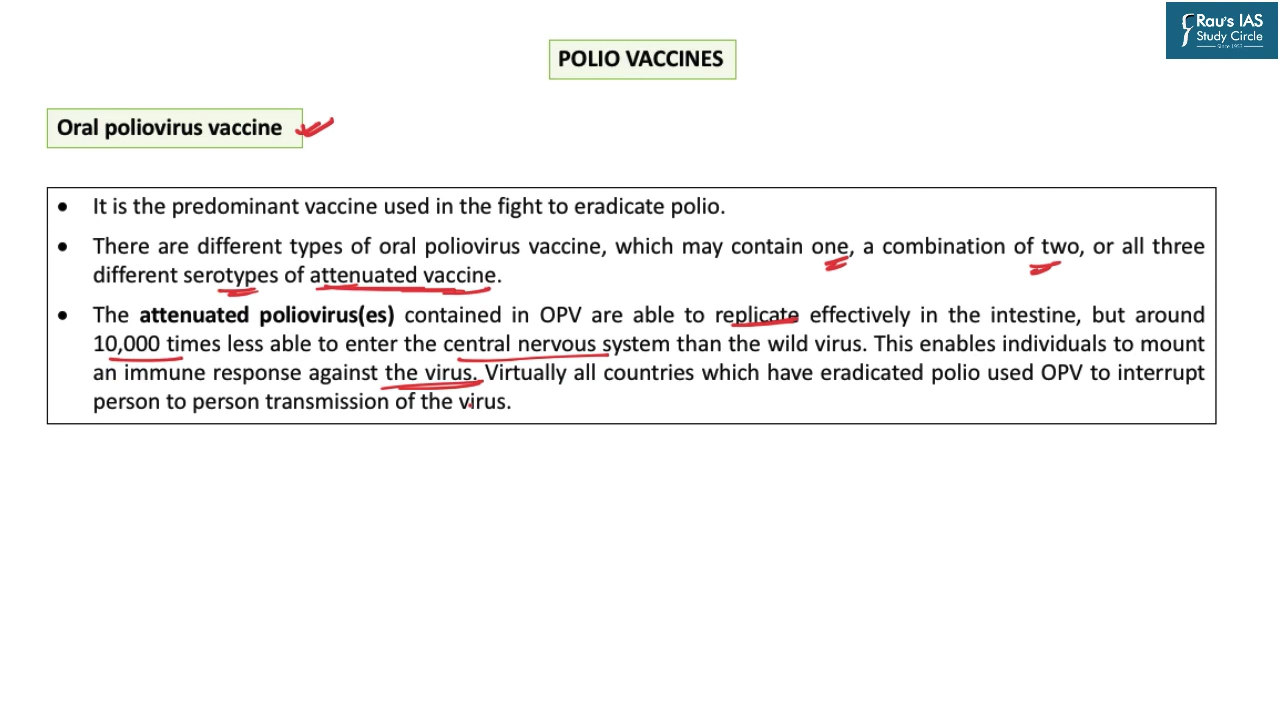 Rau's IAS
Study Circle
Since 1953
POLIO VACCINES
Oral poliovirus vaccine
• It is the predominant vaccine used in the fight to eradicate polio.
• There are different types of oral poliovirus vaccine, which may contain one, a combination of two, or all three
different serotypes of attenuated vaccine.
• The attenuated poliovirus(es) contained in OPV are able to replicate effectively in the intestine, but around
10,000 times less able to enter the central nervous system than the wild virus. This enables individuals to mount
an immune response against the virus. Virtually all countries which have eradicated polio used OPV to interrupt
person to person transmission of the virus.